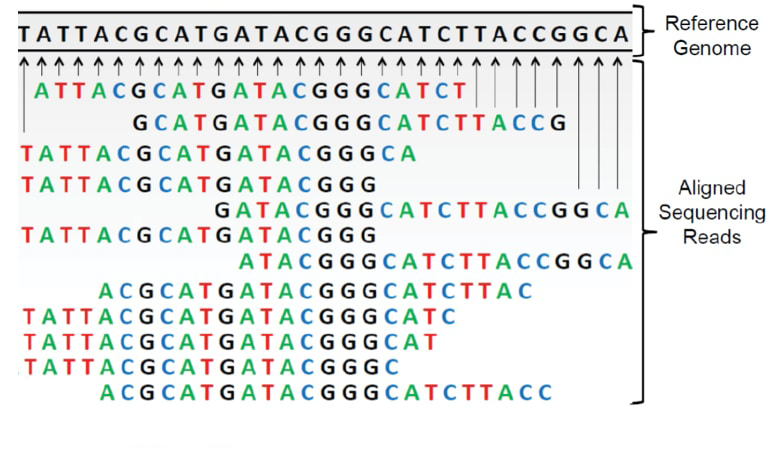 TATTACGCATGATACGGGCATCTTACCGGCA
Reference
Genome
ATTACGCATGATACGGGCATCT
GCATGATACGGGCATCTTACCG
TATTACGCATGATACGGGCA
TATTACGCATGATACGGG
GATACGGGCATCTTACCGGCA
TATTACGCATGATACGGG
ATACGGGCATCTTACCGGCA
ACGCATGATACGGGCATCTTAC
TATTACGCATGATACGGGCATC
TATTACGCATGATACGGGCAT
TATTACGCATGATACGGGC
ACGCATGATACGGGCATCTTACC
Aligned
Sequencing
Reads